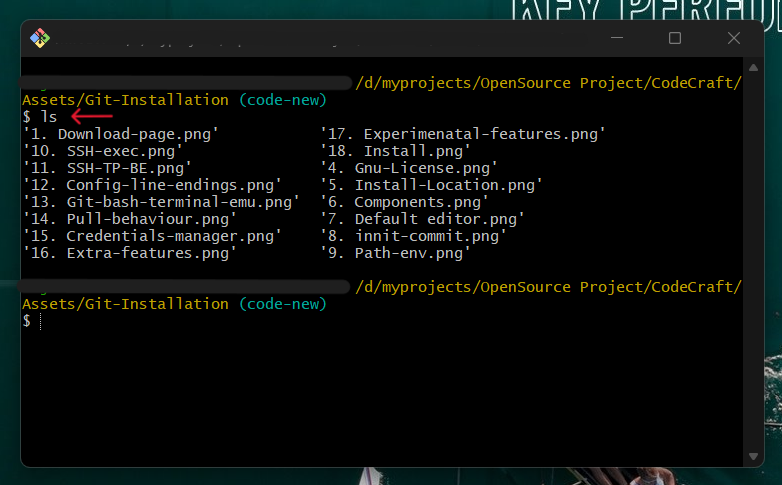 KEY PERFUM
/d/myprojects/OpenSource Project/CodeCraft/
Assets/Git-Installation (code-new)
$ ls
'1. Download-page.png' '17. Experimenatal-features.png'
'10. SSH-exec.png' '18. Install.png'
'11. SSH-TP-BE.png' '4. Gnu-License.png'
'12. Config-line-endings.png' '5. Install-Location.png'
'13. Git-bash-terminal-emu.png' '6. Components.png'
'14. Pull-behaviour.png' '7. Default editor.png'
'15. Credentials-manager.png' '8. innit-commit.png'
'16. Extra-features.png' '9. Path-env.png'
/d/myprojects/OpenSource Project/CodeCraft/
Assets/Git-Installation (code-new)
$